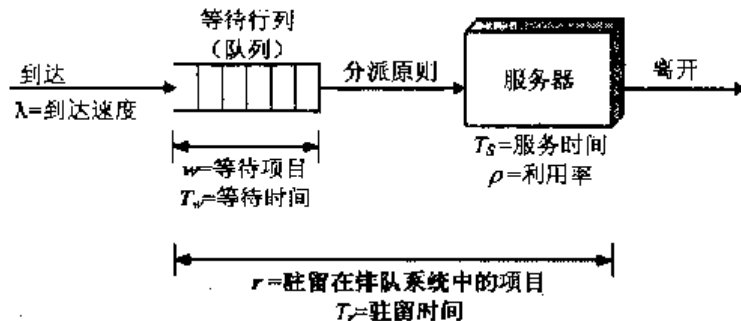 等待行列
（队列）
到达
λ=到达速度
分派原则
服务器
离开
w=等待项目
Tw=等待时间
Ts=服务时间
ρ=利用率
r=驻留在排队系统中的项目
Tr=驻留时间